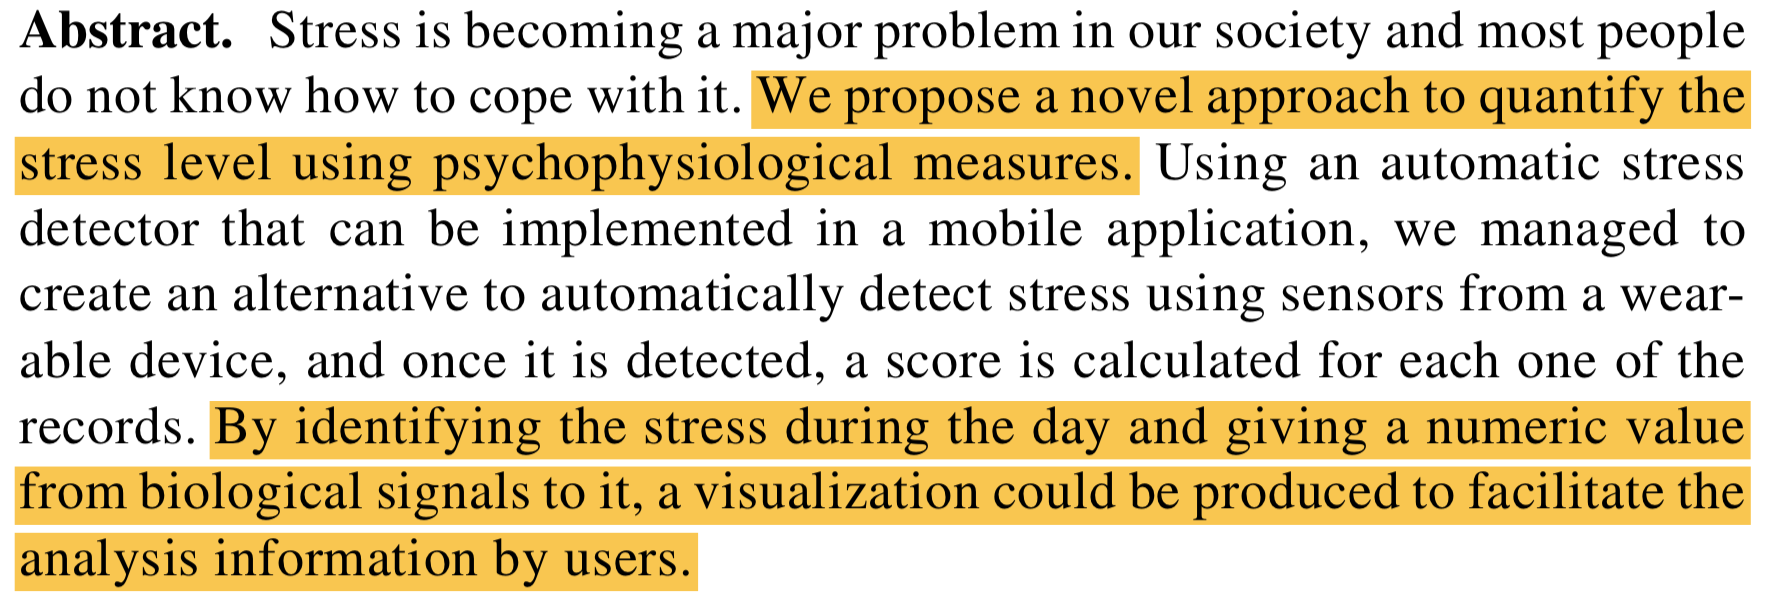 Abstract. Stress is becoming a major problem in our society and most people
do not know how to cope with it. We propose a novel approach to quantify the
stress level using psychophysiological measures. Using an automatic stress
detector that can be implemented in a mobile application, we managed to
create an alternative to automatically detect stress using sensors from a wear-
able device, and once it is detected, a score is calculated for each one of the
records. By identifying the stress during the day and giving a numeric value
from biological signals to it, a visualization could be produced to facilitate the
analysis information by users.